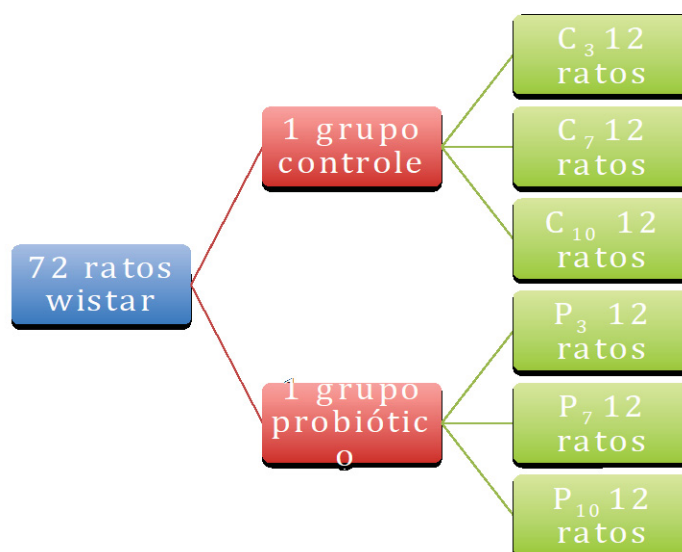 72 ratos
wistar
1 grupo
controle
C₃ 12
ratos
C₇ 12
ratos
C₁₀ 12
ratos
1 grupo
probiótic
o
P₃ 12
ratos
P₇ 12
ratos
P₁₀ 12
ratos